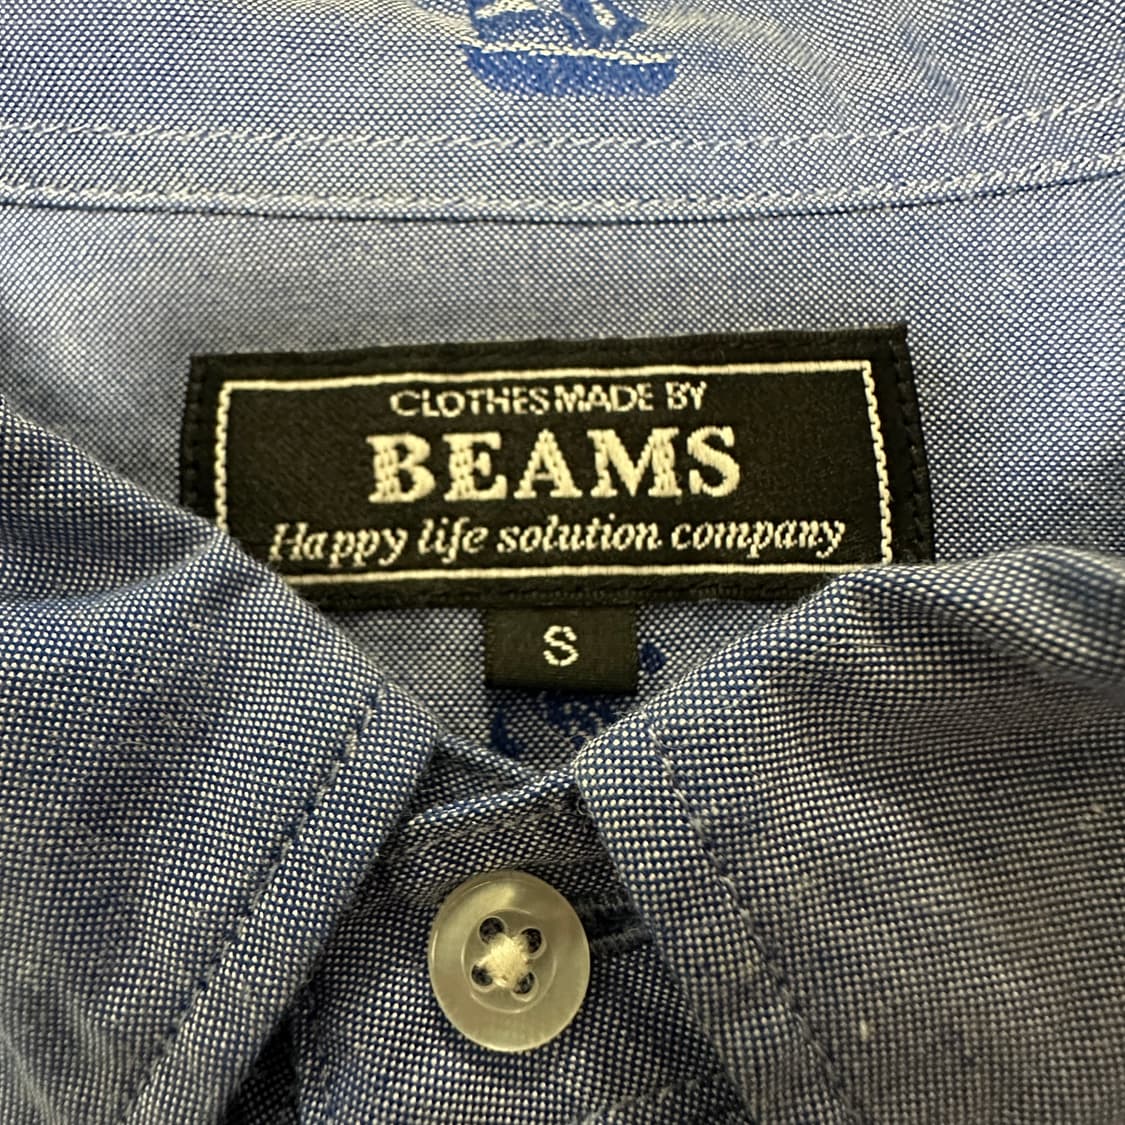 CLOTHES MADE BY
BEAMS
Happy life solution company
S